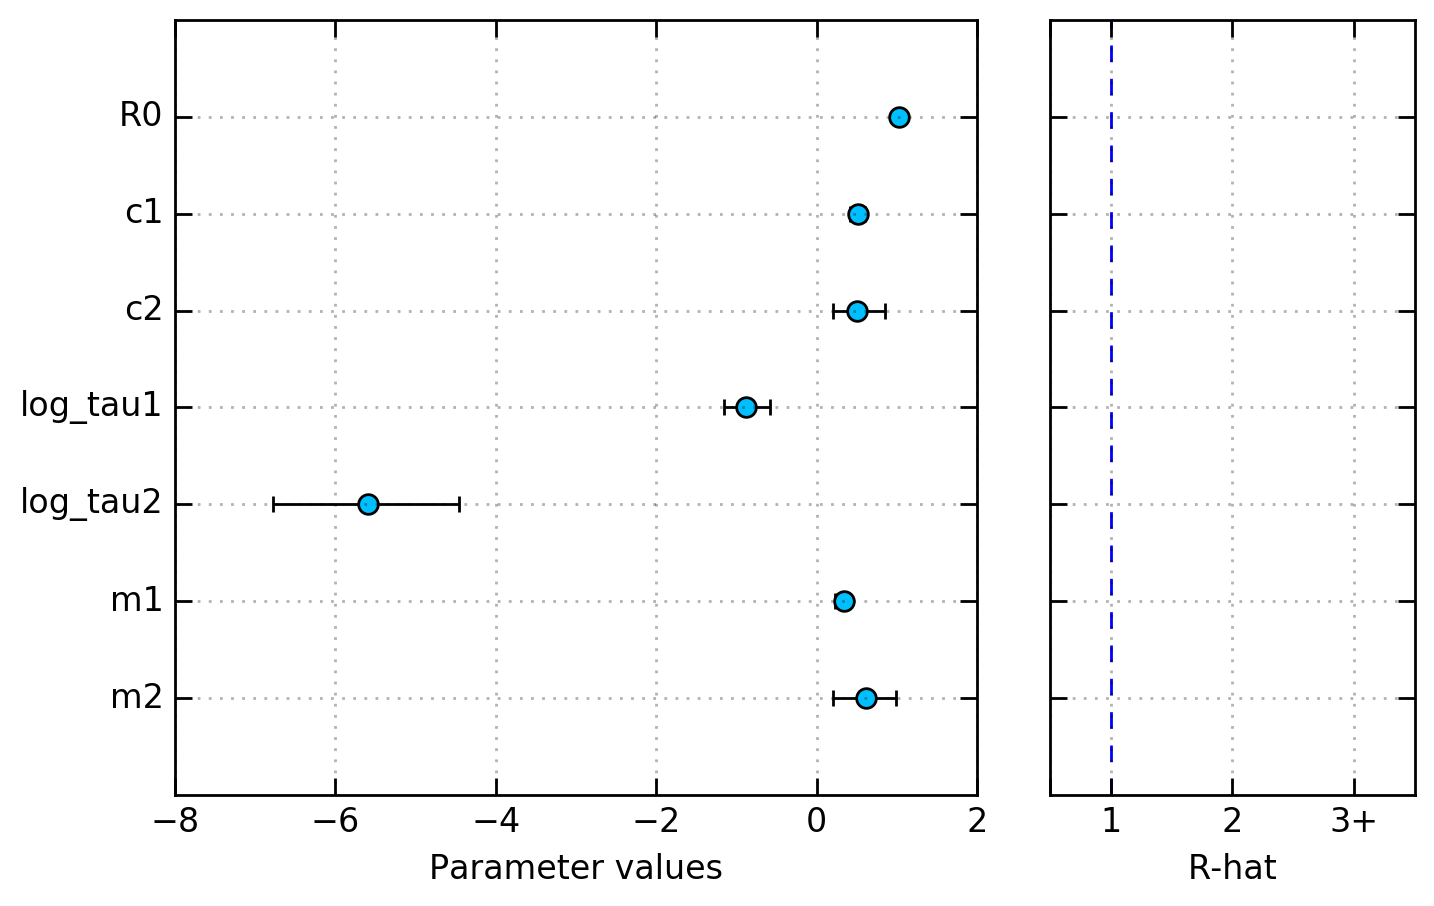 R0
c1
c2
log_tau1
log_tau2
m1
m2
−8 −6 −4 −2 0 2
Parameter values
1 2 3+
R-hat